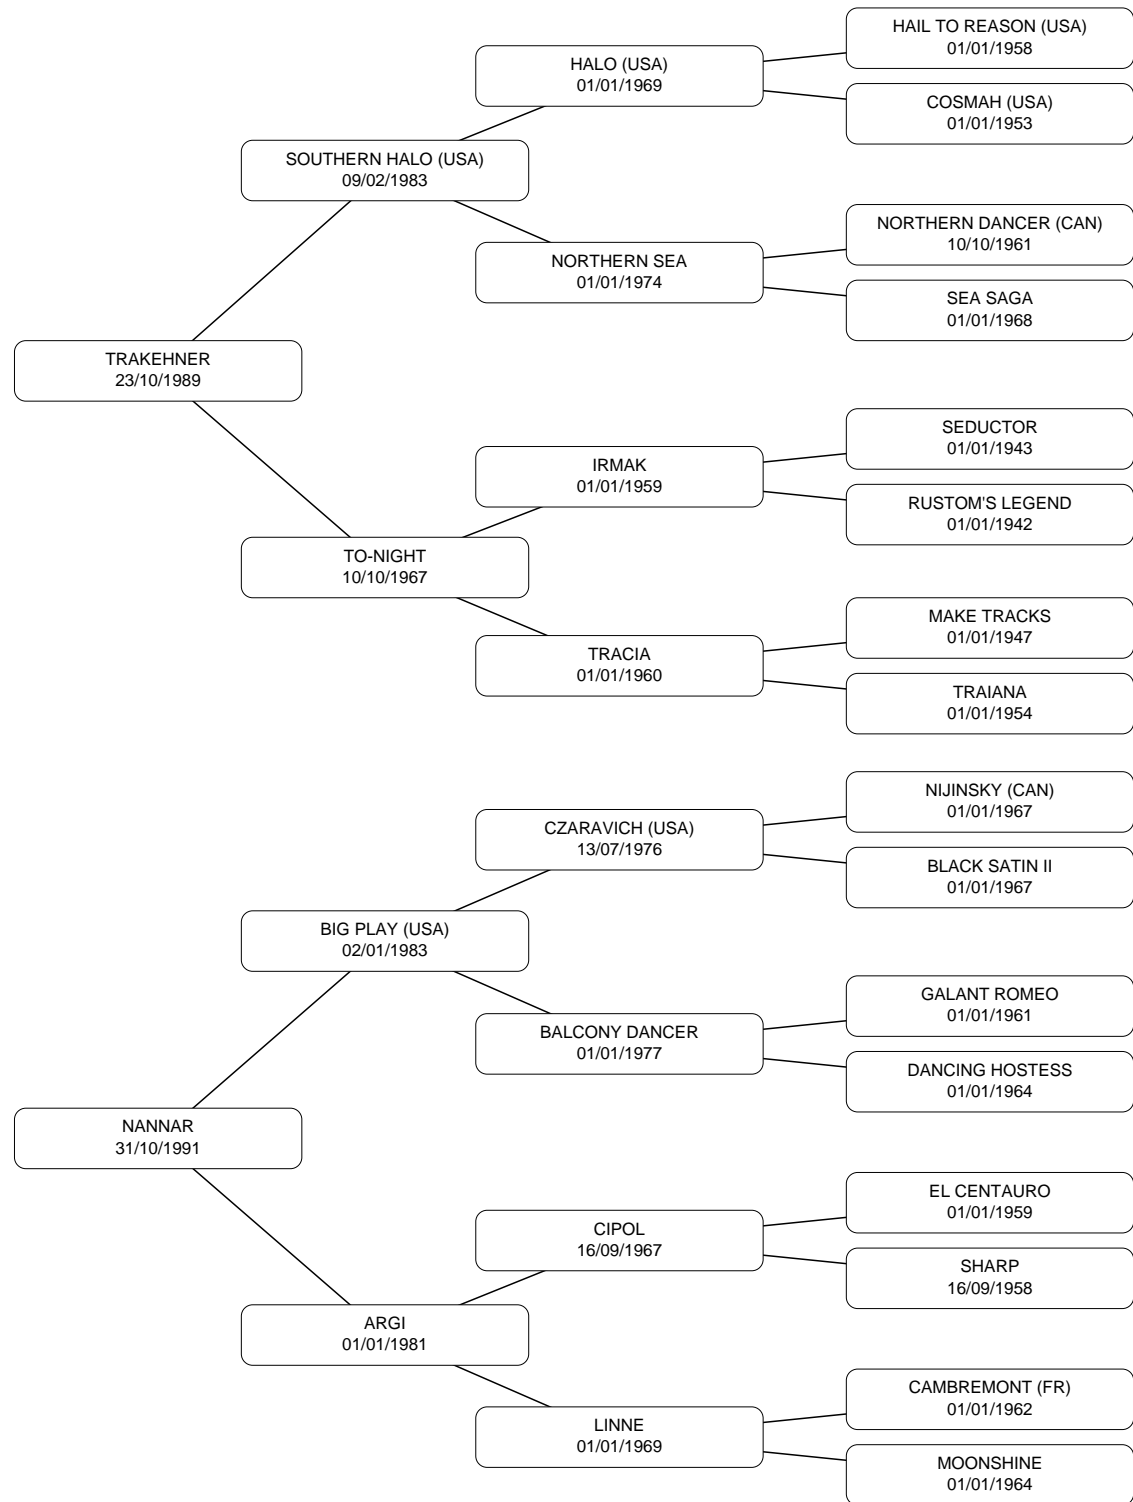 HAIL TO REASON (USA)
01/01/1958
HALO (USA)
01/01/1969
COSMAH (USA)
01/01/1953
SOUTHERN HALO (USA)
09/02/1983
NORTHERN DANCER (CAN)
10/10/1961
NORTHERN SEA
01/01/1974
SEA SAGA
01/01/1968
TRAKEHNER
23/10/1989
SEDUCTOR
01/01/1943
IRMAK
01/01/1959
RUSTOM'S LEGEND
01/01/1942
TO-NIGHT
10/10/1967
MAKE TRACKS
01/01/1947
TRACIA
01/01/1960
TRAIANA
01/01/1954
NIJINSKY (CAN)
01/01/1967
CZARAVICH (USA)
13/07/1976
BLACK SATIN II
01/01/1967
BIG PLAY (USA)
02/01/1983
GALANT ROMEO
01/01/1961
BALCONY DANCER
01/01/1977
DANCING HOSTESS
01/01/1964
NANNAR
31/10/1991
EL CENTAURO
01/01/1959
CIPOL
16/09/1967
SHARP
16/09/1958
ARGI
01/01/1981
CAMBREMONT (FR)
01/01/1962
LINNE
01/01/1969
MOONSHINE
01/01/1964